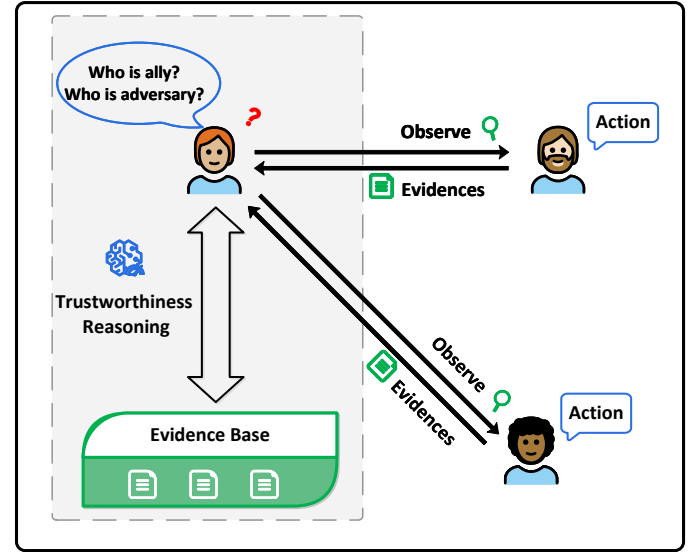 Who is ally?
Who is adversary?
?
Observe
Action
Evidences
Trustworthiness
Reasoning
Observe
Evidences
Action
Evidence Base